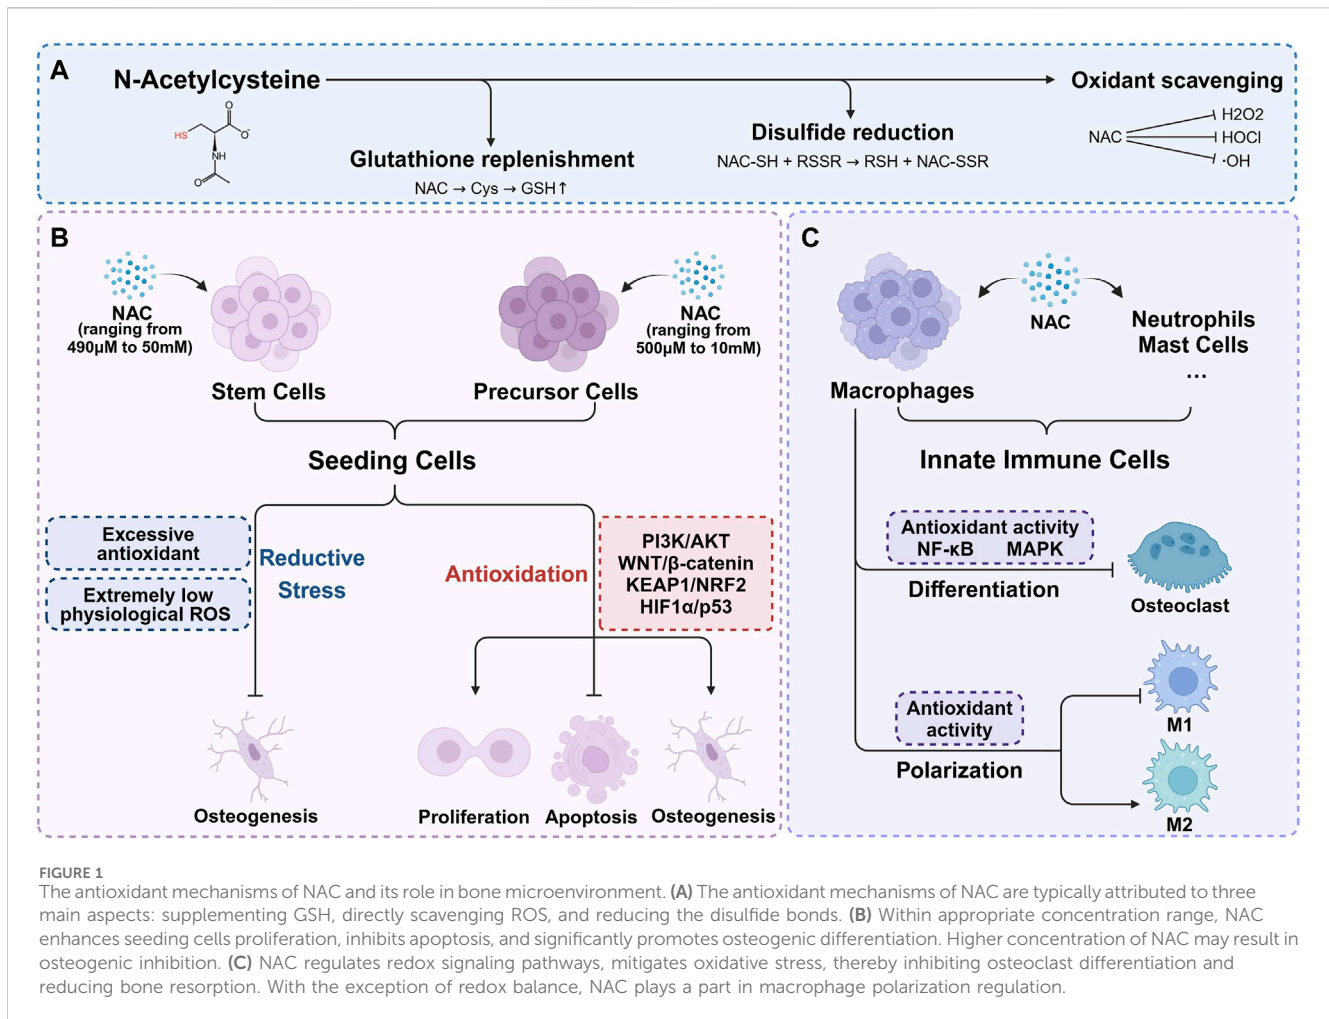 A
N-Acetylcysteine
Oxidant scavenging
HS
O
O-
NH
O
Glutathione replenishment
NAC → Cys → GSH↑
Disulfide reduction
NAC-SH + RSSR → RSH + NAC-SSR
NAC
H2O2
HOCl
·OH
B
NAC
(ranging from
490μM to 50mM)
Stem Cells
NAC
(ranging from
500μM to 10mM)
Precursor Cells
Seeding Cells
Excessive
antioxidant
Extremely low
physiological ROS
Reductive
Stress
Antioxidation
PI3K/AKT
WNT/β-catenin
KEAP1/NRF2
HIF1α/p53
Osteogenesis
Proliferation
Apoptosis
Osteogenesis
C
NAC
Macrophages
Neutrophils
Mast Cells
...
Innate Immune Cells
Antioxidant activity
NF-κB MAPK
Differentiation
Osteoclast
Antioxidant
activity
Polarization
M1
M2
FIGURE 1
The antioxidant mechanisms of NAC and its role in bone microenvironment. (A) The antioxidant mechanisms of NAC are typically attributed to three
main aspects: supplementing GSH, directly scavenging ROS, and reducing the disulfide bonds. (B) Within appropriate concentration range, NAC
enhances seeding cells proliferation, inhibits apoptosis, and significantly promotes osteogenic differentiation. Higher concentration of NAC may result in
osteogenic inhibition. (C) NAC regulates redox signaling pathways, mitigates oxidative stress, thereby inhibiting osteoclast differentiation and
reducing bone resorption. With the exception of redox balance, NAC plays a part in macrophage polarization regulation.